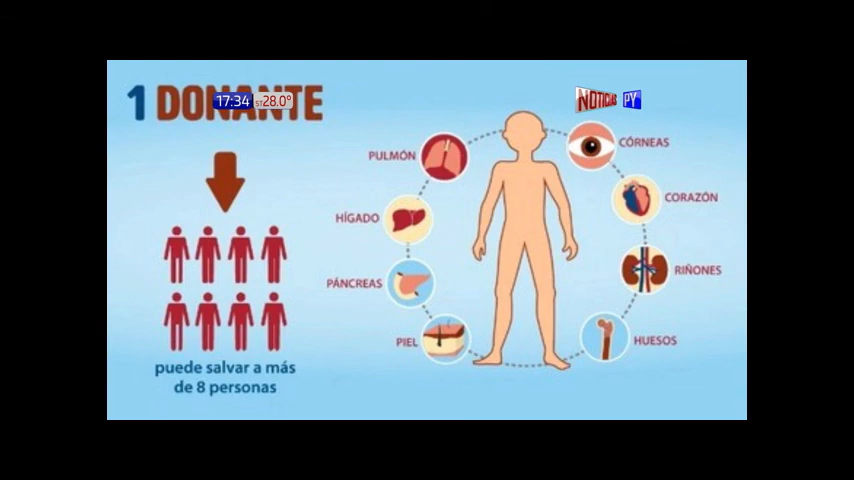 1 DONANTE
17:34 ST28.0°
NOTICIAS PY
PULMÓN
CÓRNEAS
HÍGADO
CORAZÓN
PÁNCREAS
RIÑONES
PIEL
HUESOS
puede salvar a más
de 8 personas